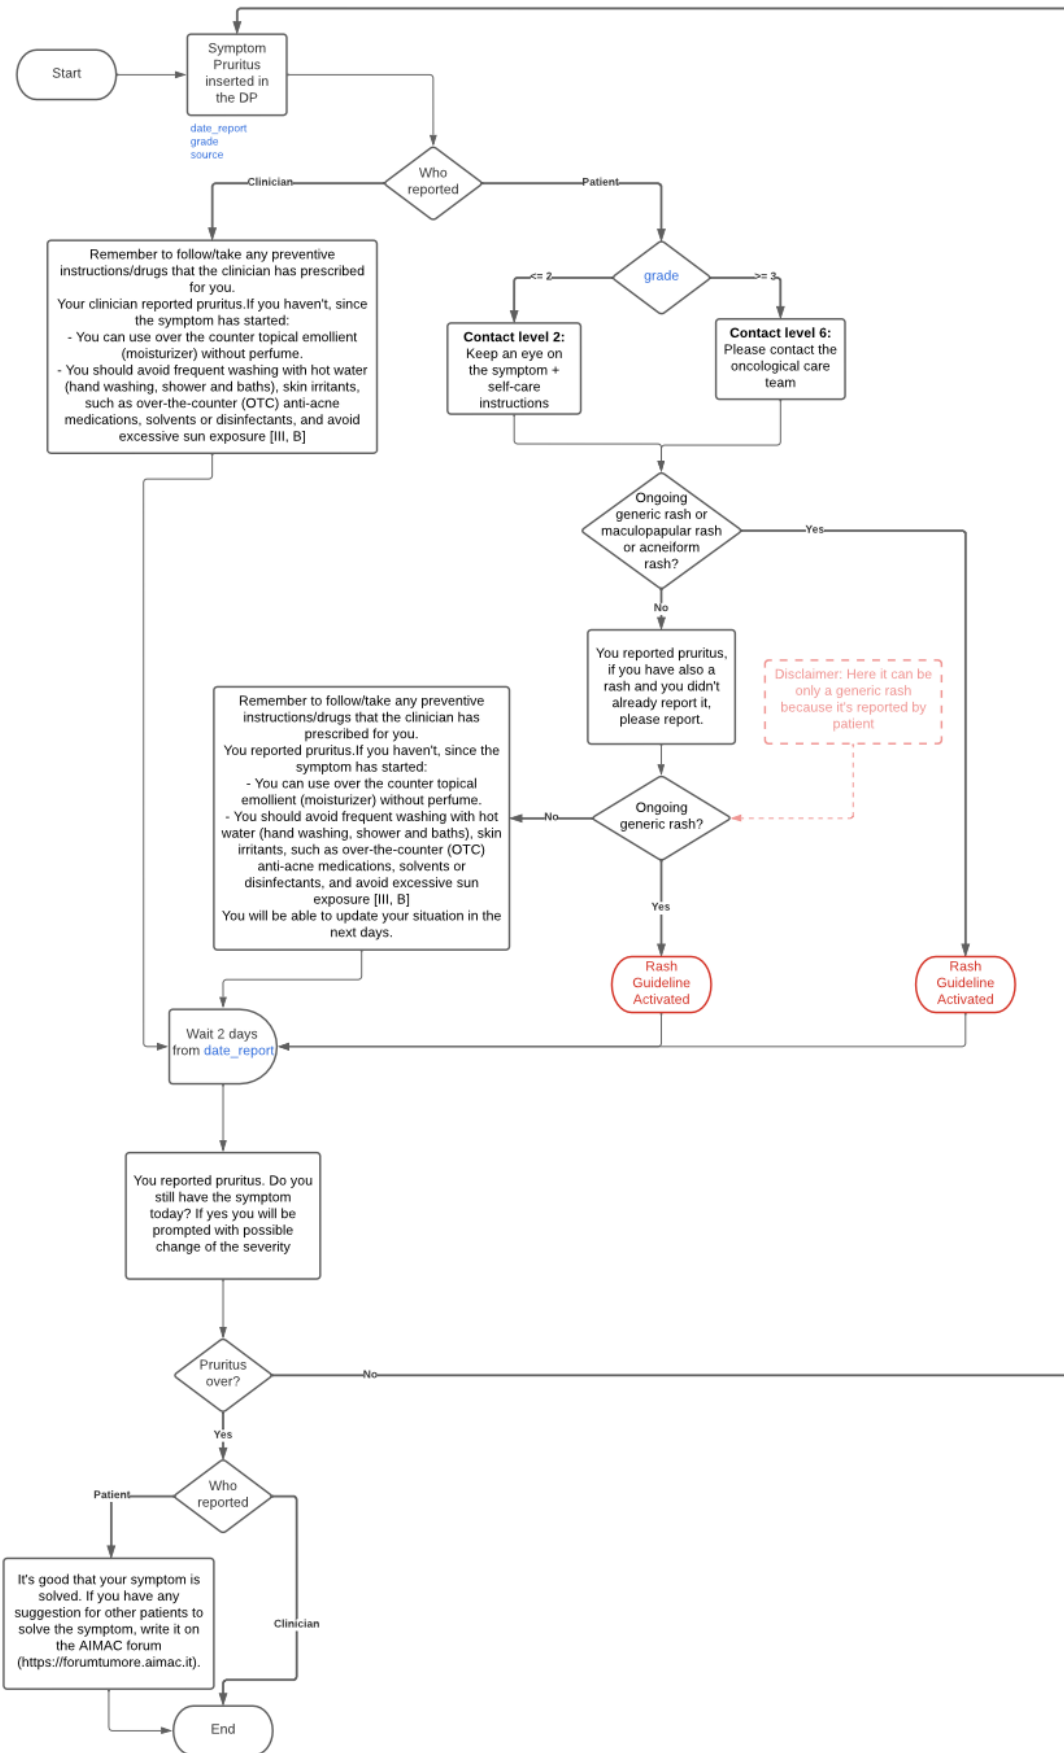 Start
Symptom
Pruritus
inserted in
the DP
date_report
grade
source
Who
reported
Clinician
Patient
Remember to follow/take any preventive
instructions/drugs that the clinician has prescribed
for you.
Your clinician reported pruritus.If you haven't, since
the symptom has started:
- You can use over the counter topical emollient
(moisturizer) without perfume.
- You should avoid frequent washing with hot water
(hand washing, shower and baths), skin irritants,
such as over-the-counter (OTC) anti-acne
medications, solvents or disinfectants, and avoid
excessive sun exposure [III, B]
grade
<= 2
>= 3
Contact level 2:
Keep an eye on
the symptom +
self-care
instructions
Contact level 6:
Please contact the
oncological care
team
Ongoing
generic rash or
maculopapular rash
or acneiform
rash?
Yes
No
You reported pruritus,
if you have also a
rash and you didn't
already report it,
please report.
Disclaimer: Here it can be
only a generic rash
because it's reported by
patient
Remember to follow/take any preventive
instructions/drugs that the clinician has
prescribed for you.
You reported pruritus.If you haven't, since the
symptom has started:
- You can use over the counter topical
emollient (moisturizer) without perfume.
- You should avoid frequent washing with hot
water (hand washing, shower and baths), skin
irritants, such as over-the-counter (OTC)
anti-acne medications, solvents or
disinfectants, and avoid excessive sun
exposure [III, B]
You will be able to update your situation in the
next days.
Ongoing
generic rash?
No
Yes
Rash
Guideline
Activated
Rash
Guideline
Activated
Wait 2 days
from date_report
You reported pruritus. Do you
still have the symptom
today? If yes you will be
prompted with possible
change of the severity
Pruritus
over?
No
Yes
Who
reported
Patient
Clinician
It's good that your symptom is
solved. If you have any
suggestion for other patients to
solve the symptom, write it on
the AIMAC forum
(https://forumtumore.aimac.it).
End